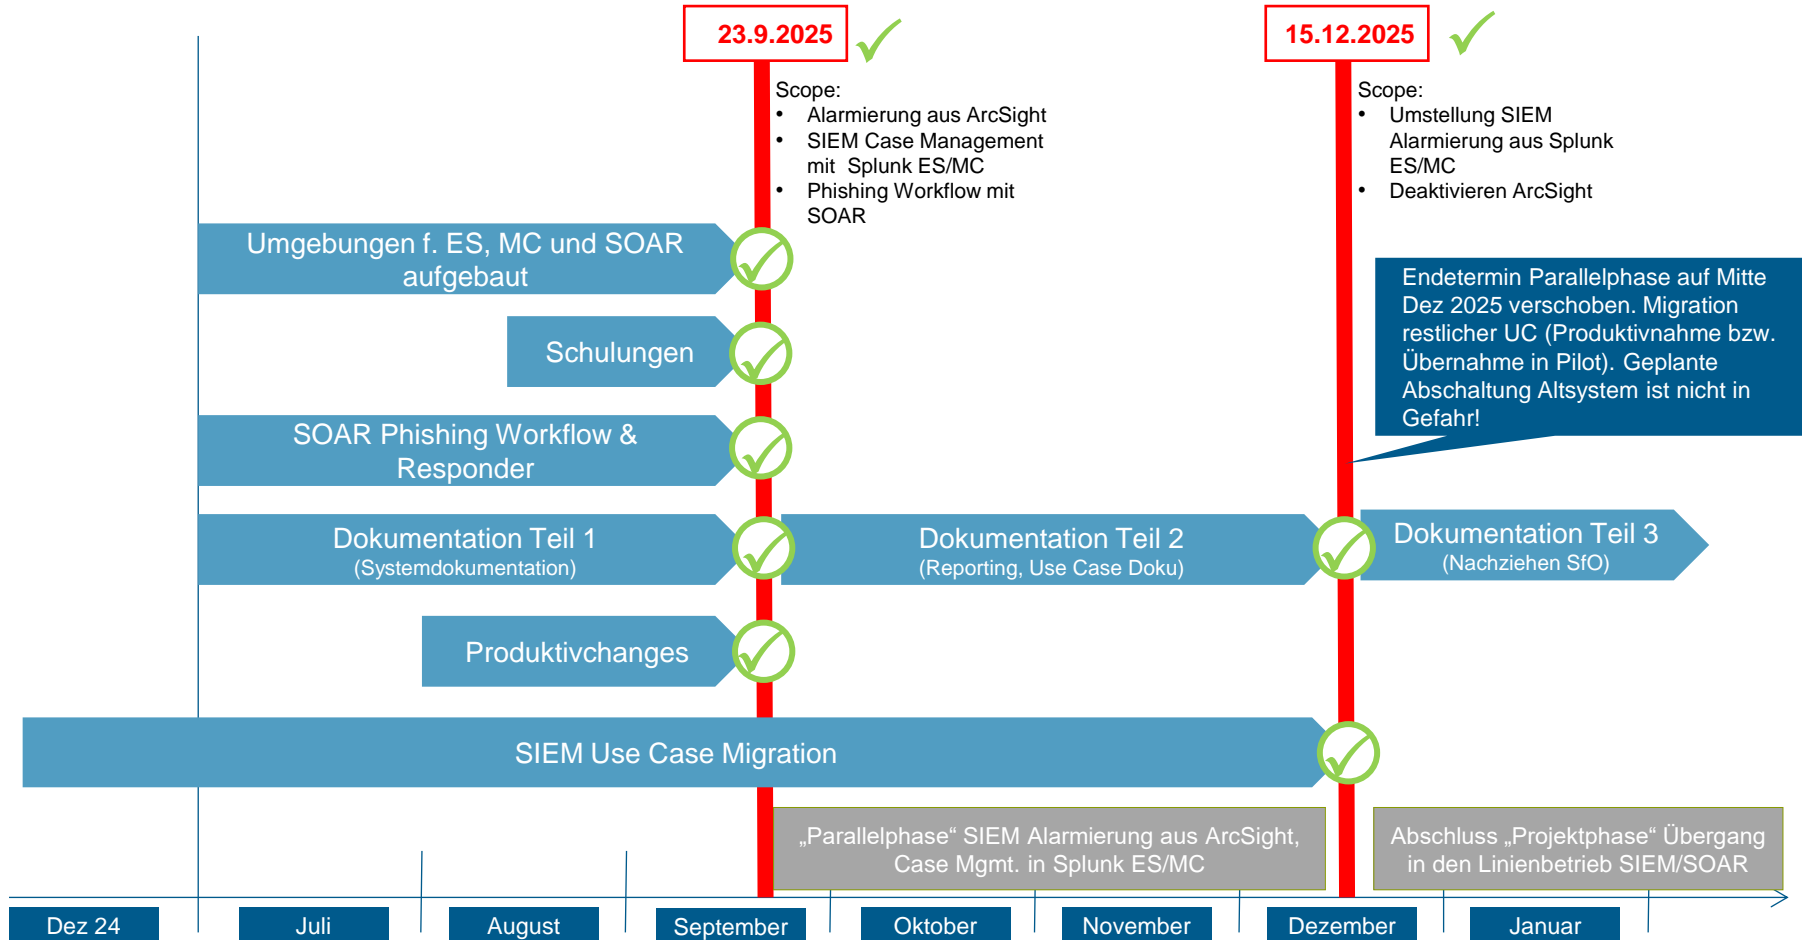 23.9.2025
15.12.2025
Scope:
• Alarmierung aus ArcSight
• SIEM Case Management
mit Splunk ES/MC
• Phishing Workflow mit
SOAR
Scope:
• Umstellung SIEM
Alarmierung aus Splunk
ES/MC
• Deaktivieren ArcSight
Umgebungen f. ES, MC und SOAR
aufgebaut
Endetermin Parallelphase auf Mitte
Dez 2025 verschoben. Migration
restlicher UC (Produktivnahme bzw.
Übernahme in Pilot). Geplante
Abschaltung Altsystem ist nicht in
Gefahr!
Schulungen
SOAR Phishing Workflow &
Responder
Dokumentation Teil 1
(Systemdokumentation)
Dokumentation Teil 2
(Reporting, Use Case Doku)
Dokumentation Teil 3
(Nachziehen SfO)
Produktivchanges
SIEM Use Case Migration
„Parallelphase“ SIEM Alarmierung aus ArcSight,
Case Mgmt. in Splunk ES/MC
Abschluss „Projektphase“ Übergang
in den Linienbetrieb SIEM/SOAR
Dez 24
Juli
August
September
Oktober
November
Dezember
Januar